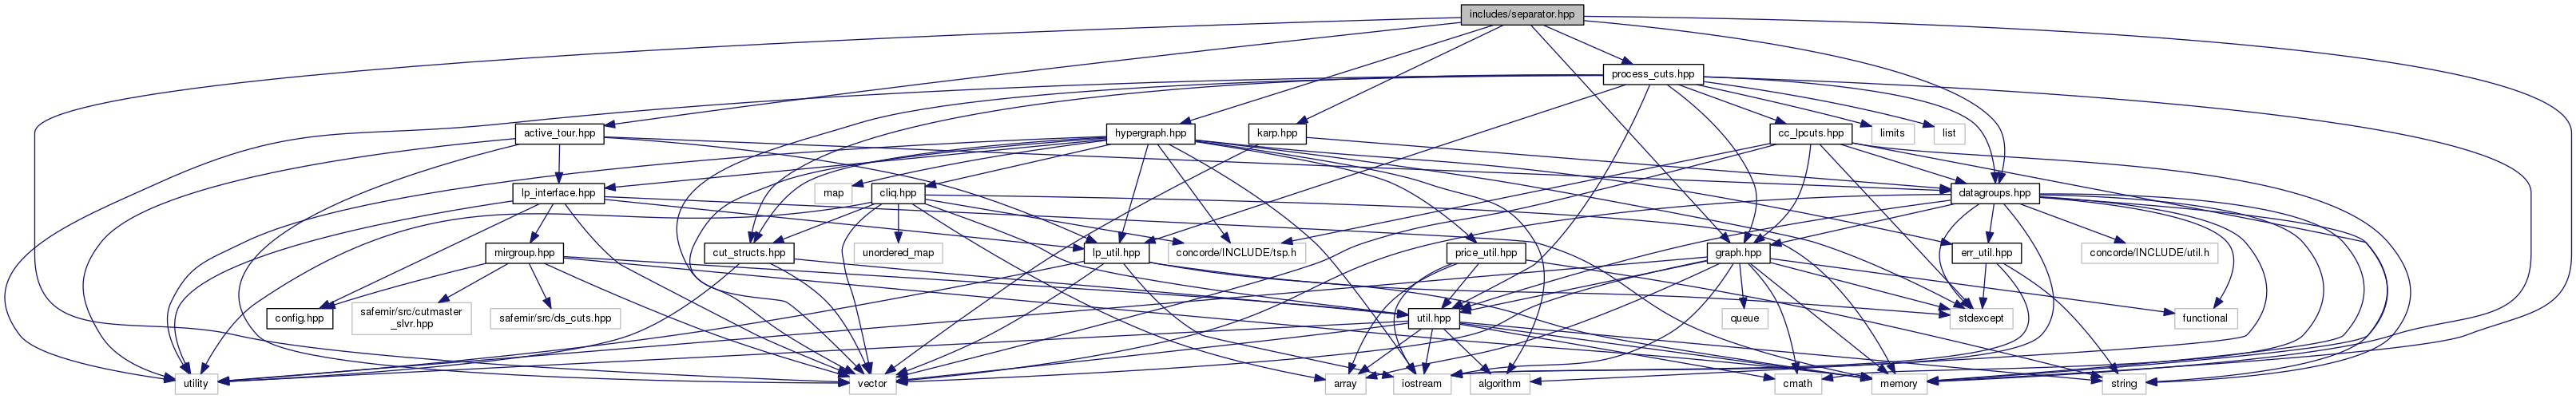 includes/separator.hpp
process_cuts.hpp
active_tour.hpp
hypergraph.hpp
karp.hpp
cc_lpcuts.hpp
limits
list
lp_interface.hpp
map
cliq.hpp
datagroups.hpp
mirgroup.hpp
cut_structs.hpp
unordered_map
lp_util.hpp
concorde/INCLUDE/tsp.h
price_util.hpp
graph.hpp
err_util.hpp
concorde/INCLUDE/util.h
config.hpp
safemir/src/cutmaster
_slvr.hpp
safemir/src/ds_cuts.hpp
util.hpp
queue
stdexcept
functional
utility
vector
array
iostream
algorithm
cmath
memory
string